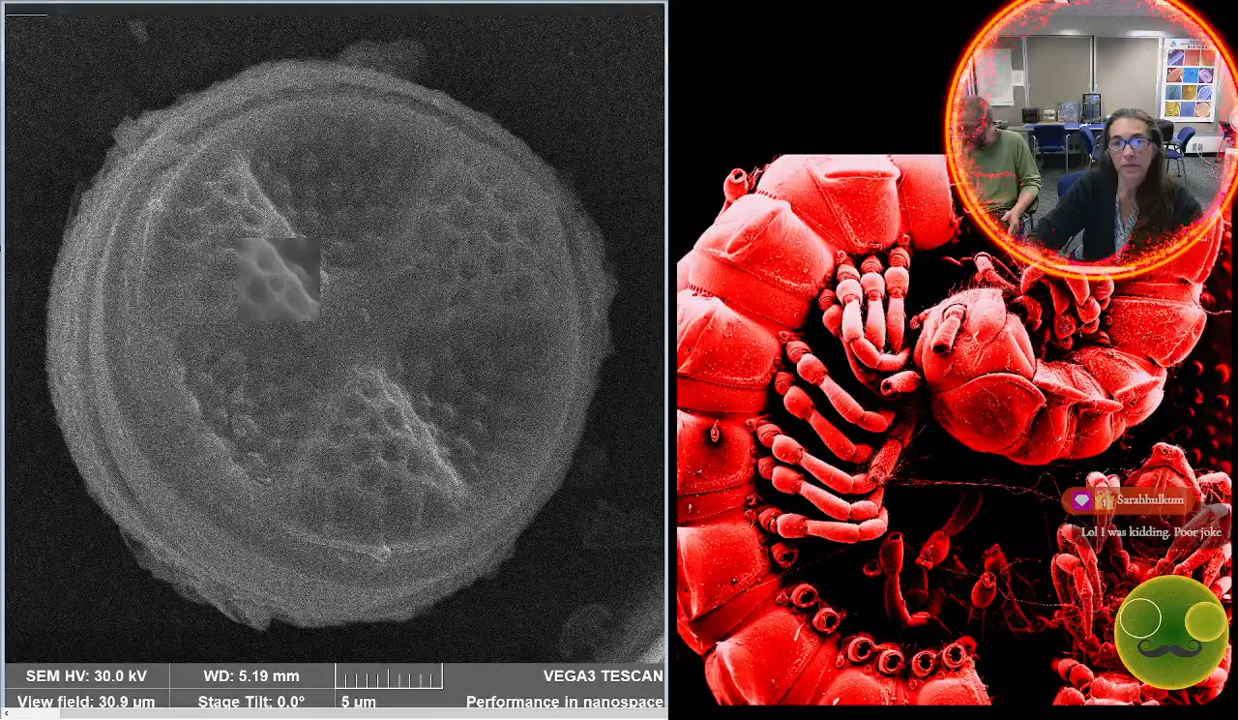 SEM HV: 30.0 kV
WD: 5.19 mm
VEGA3 TESCAN
View field: 30.9 µm
Stage Tilt: 0.0°
5 µm
Performance in nanospace
Sarahhulkum
Lol I was kidding. Poor joke